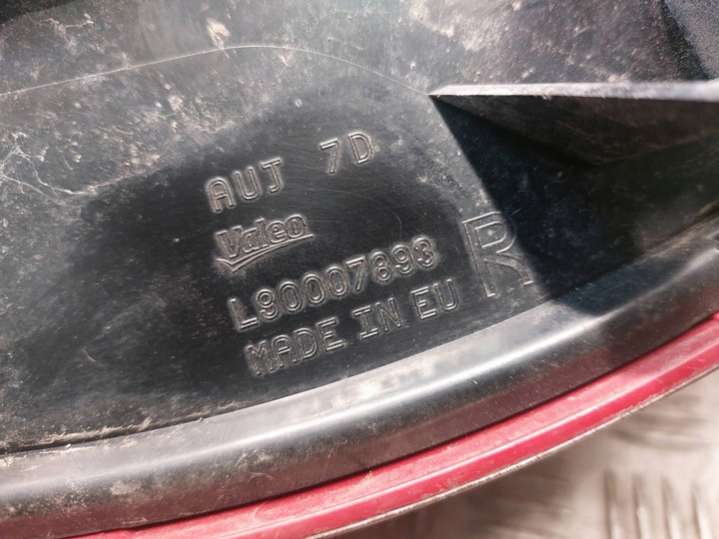 AUJ 7D
Valeo
L90007893
MADE IN EU
R